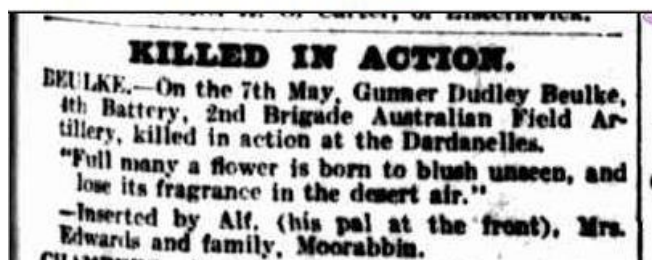 of Elsternwick.
KILLED IN ACTION.
BEULKE.—On the 7th May, Gunner Dudley Beulke,
4th Battery, 2nd Brigade Australian Field Ar-
tillery, killed in action at the Dardanelles.
"Full many a flower is born to blush unseen, and
lose its fragrance in the desert air."
—Inserted by Alf. (his pal at the front), Mrs.
Edwards and family, Moorabbin.